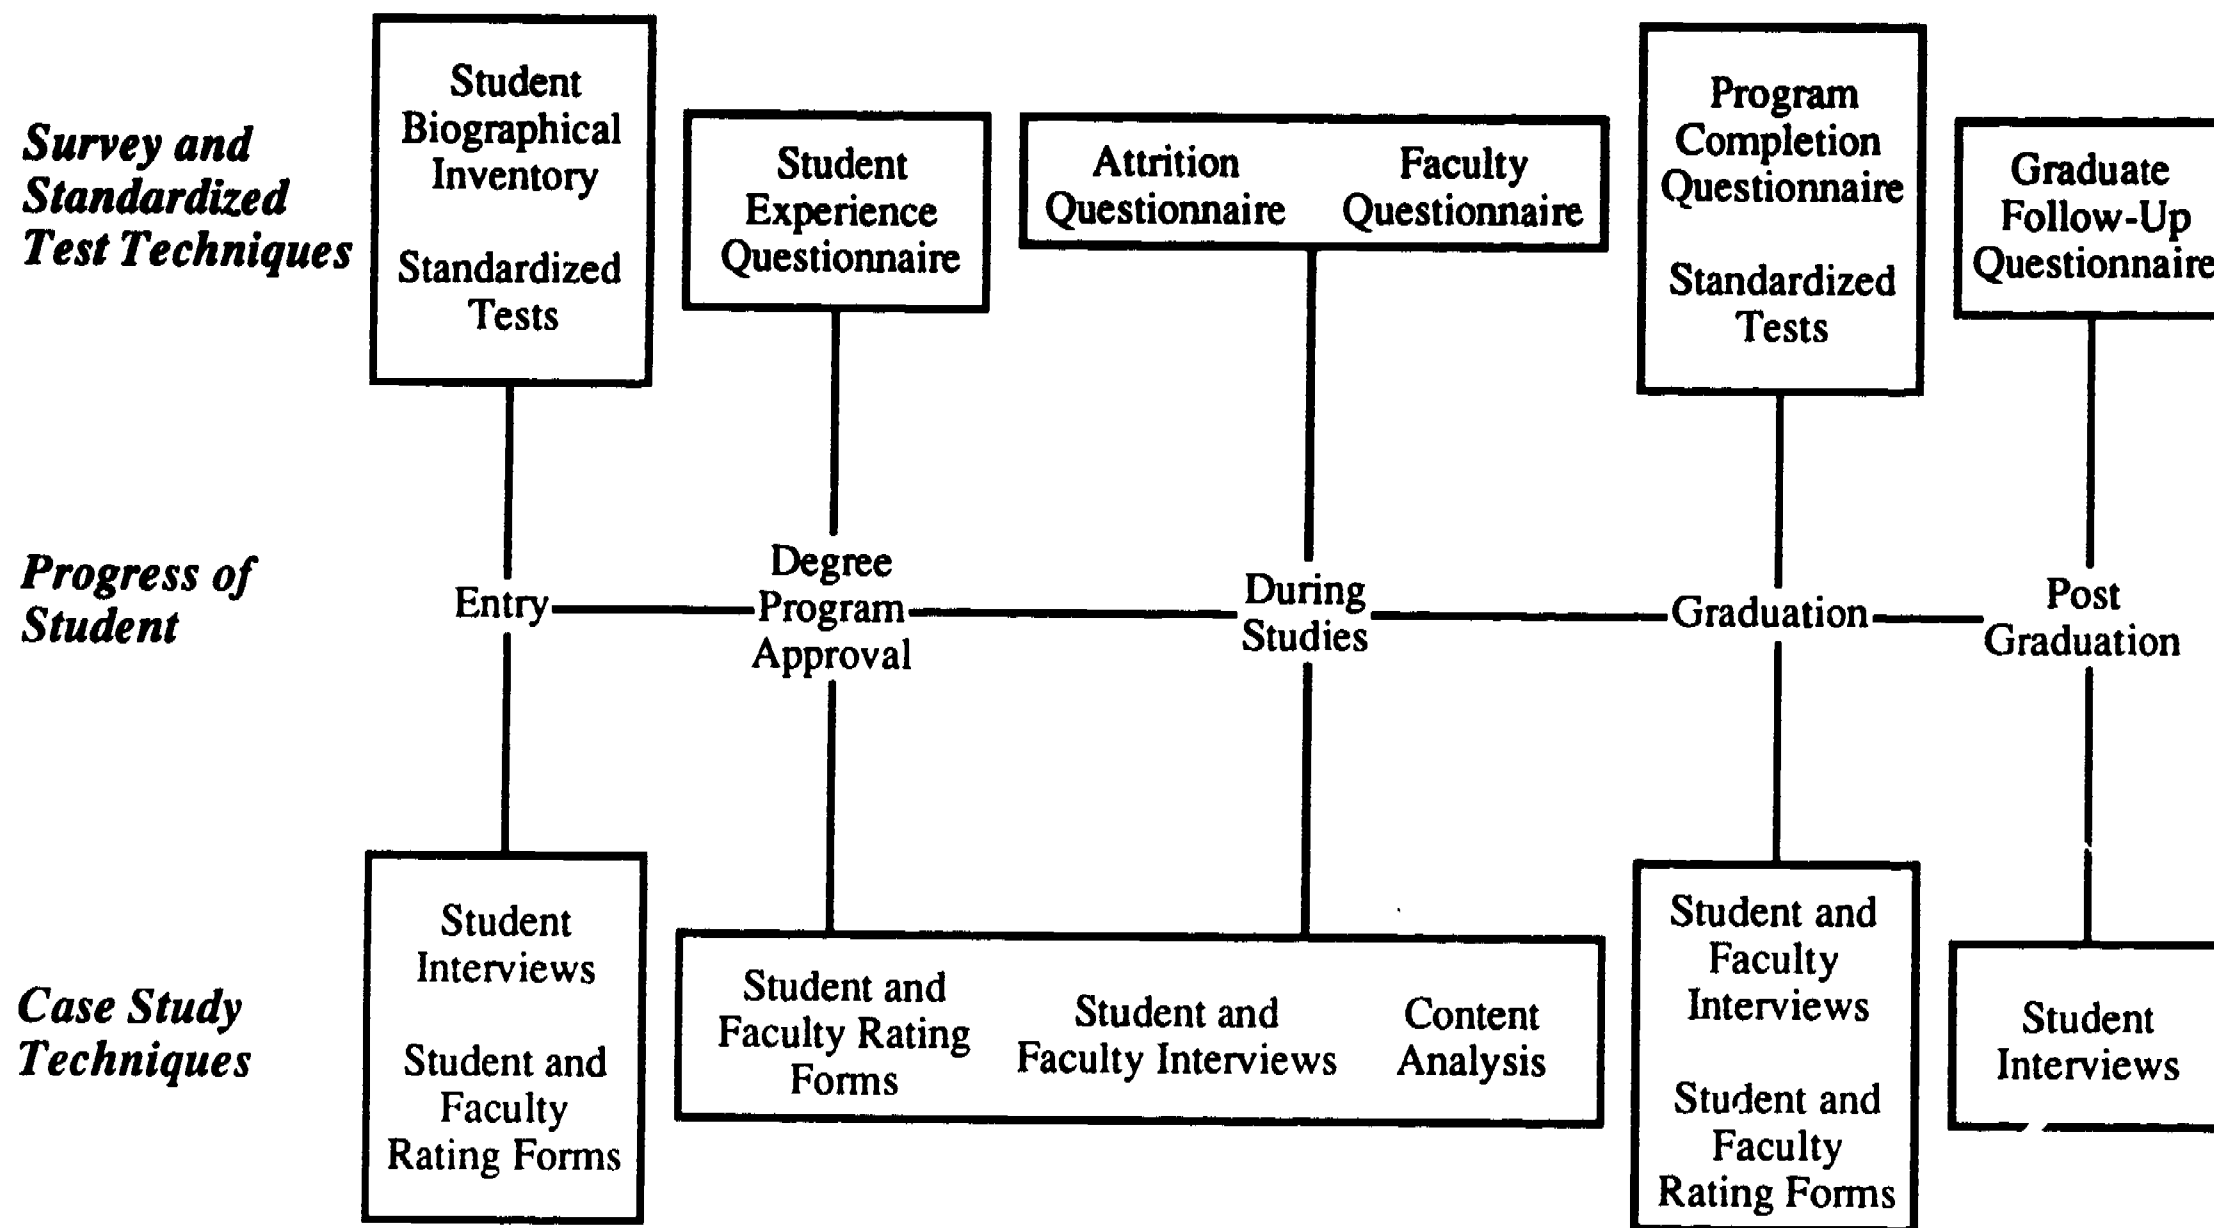 Survey and
Standardized
Test Techniques
Student
Biographical
Inventory
Standardized
Tests
Student
Experience
Questionnaire
Attrition
Questionnaire
Faculty
Questionnaire
Program
Completion
Questionnaire
Standardized
Tests
Graduate
Follow-Up
Questionnaire
Progress of
Student
Entry
Degree
Program
Approval
During
Studies
Graduation
Post
Graduation
Case Study
Techniques
Student
Interviews
Student and
Faculty
Rating Forms
Student and
Faculty Rating
Forms
Student and
Faculty Interviews
Content
Analysis
Student and
Faculty
Interviews
Student and
Faculty
Rating Forms
Student
Interviews